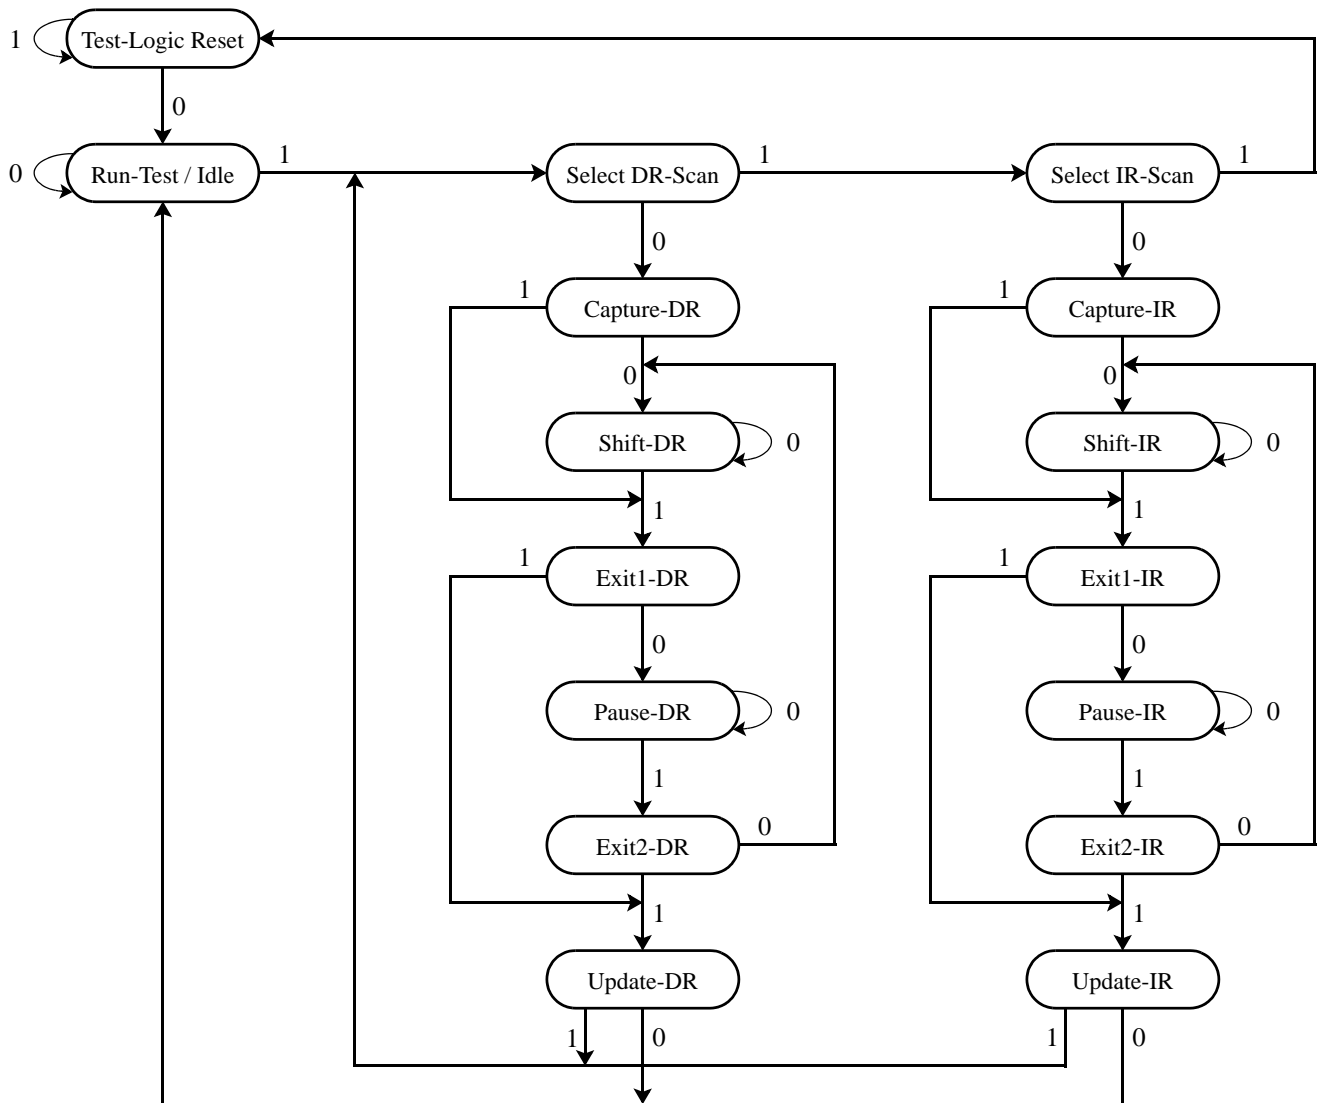 1
Test-Logic Reset
0
0
Run-Test / Idle
1
Select DR-Scan
1
Select IR-Scan
1
0
0
1
Capture-DR
1
Capture-IR
0
0
Shift-DR
0
Shift-IR
0
1
1
1
Exit1-DR
1
Exit1-IR
0
0
Pause-DR
0
Pause-IR
0
1
1
Exit2-DR
0
Exit2-IR
0
1
1
Update-DR
Update-IR
1
0
1
0